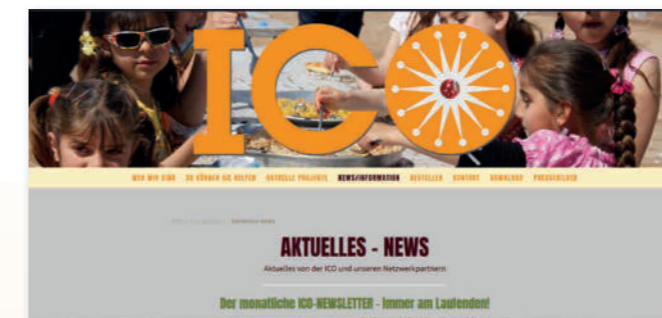 ICO
WER WIR SIND SO KÖNNEN SIE HELFEN AKTUELLE PROJEKTE NEWS/INFORMATION BESTELLEN KONTAKT DOWNLOAD PRESSEBILDER
AKTUELLES - NEWS
Aktuelles von der ICO und unseren Netzwerkpartnern
Der monatliche ICO-NEWSLETTER - Immer am Laufenden!